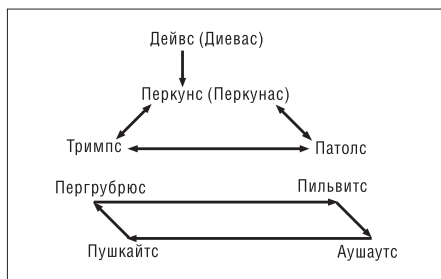 Дейвс (Диевас)
Перкунс (Перкунас)
Тримпс
Патолс
Пергрубрюс
Пильвитс
Пушкайтс
Аушаутс